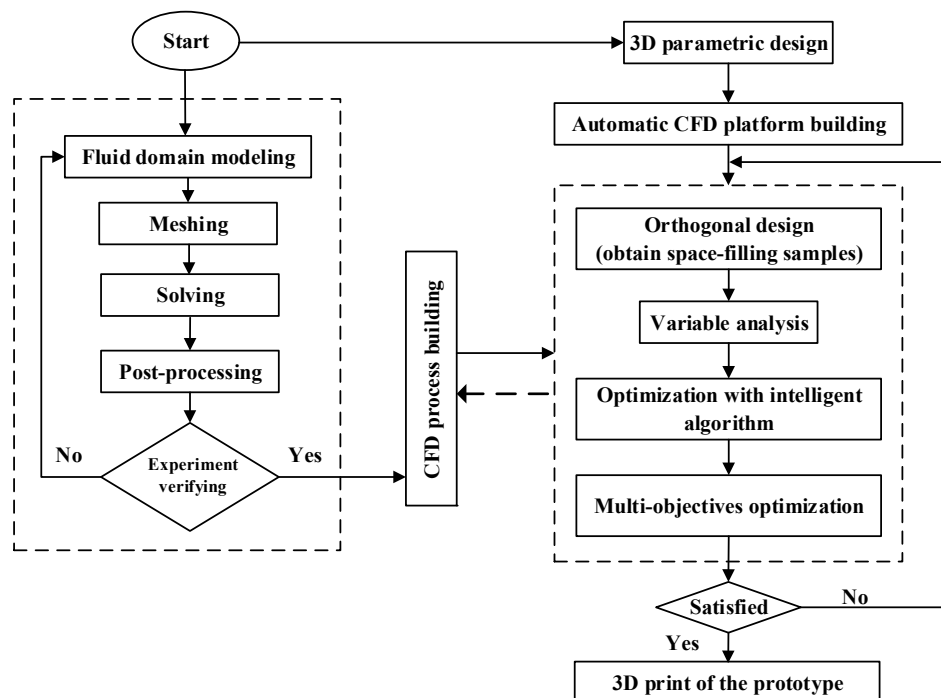 Start
3D parametric design
Automatic CFD platform building
Fluid domain modeling
Meshing
Solving
Post-processing
Experiment
verifying
No
Yes
CFD process building
Orthogonal design
(obtain space-filling samples)
Variable analysis
Optimization with intelligent
algorithm
Multi-objectives optimization
Satisfied
No
Yes
3D print of the prototype